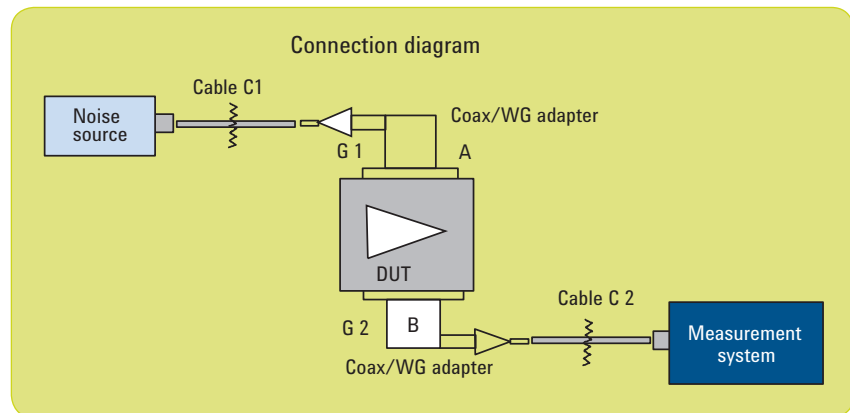 Connection diagram
Cable C1
Noise
source
Coax/WG adapter
G 1
A
DUT
Cable C 2
G 2
B
Measurement
system
Coax/WG adapter